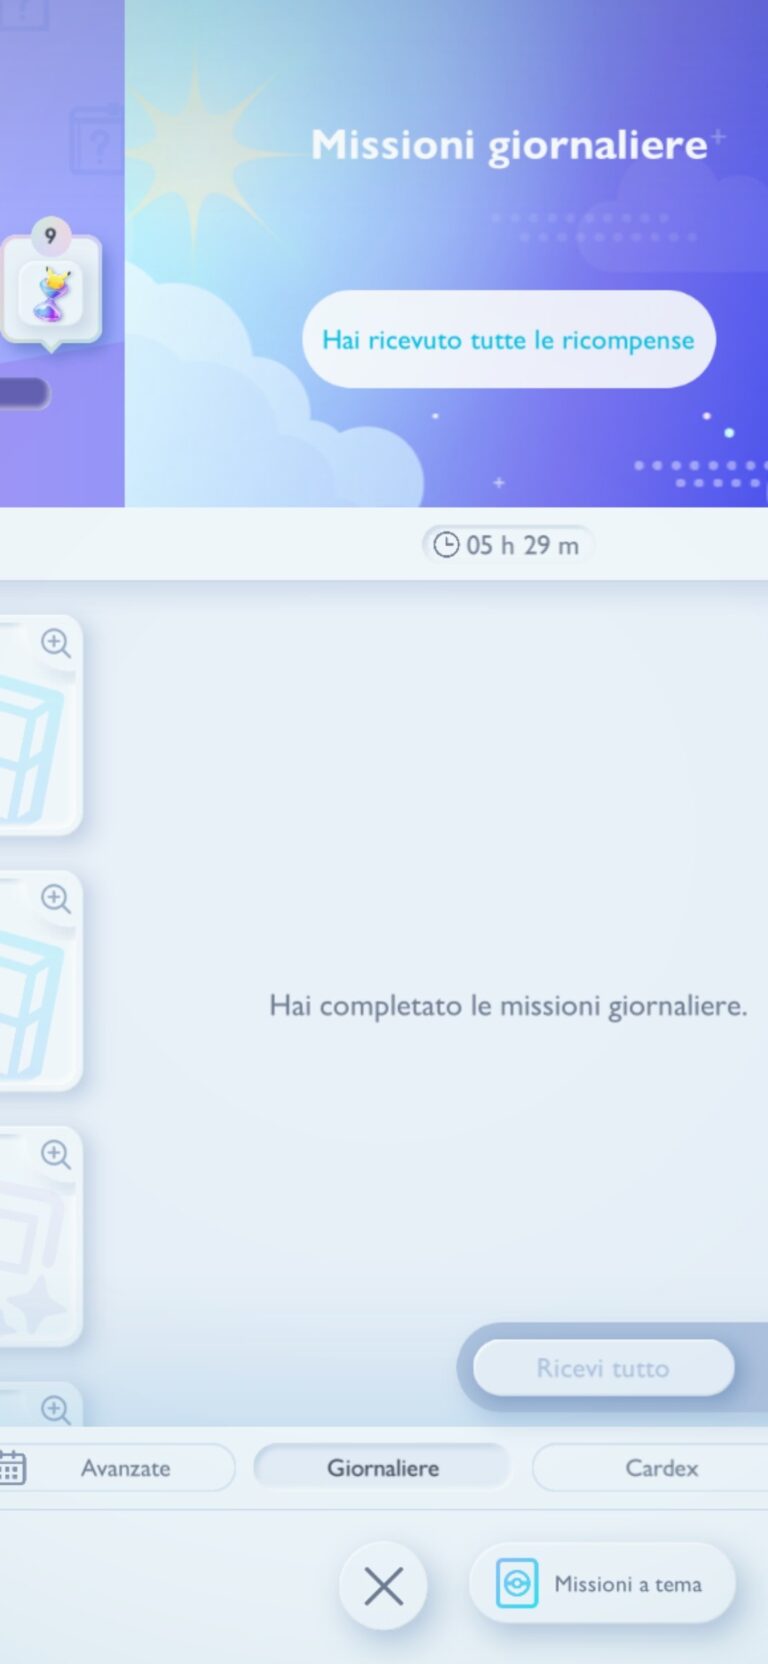 Missioni giornaliere
9
Hai ricevuto tutte le ricompense
05 h 29 m
Hai completato le missioni giornaliere.
Ricevi tutto
Avanzate
Giornaliere
Cardex
Missioni a tema